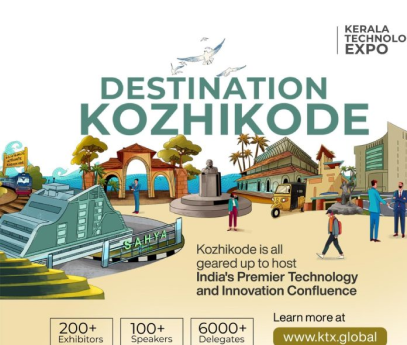 KERALA
TECHNOLO
EXPO
DESTINATION
KOZHIKODE
SAHYA
Kozhikode is all
geared up to host
India's Premier Technology
and Innovation Confluence
200+
Exhibitors
100+
Speakers
6000+
Delegates
Learn more at
www.ktx.global